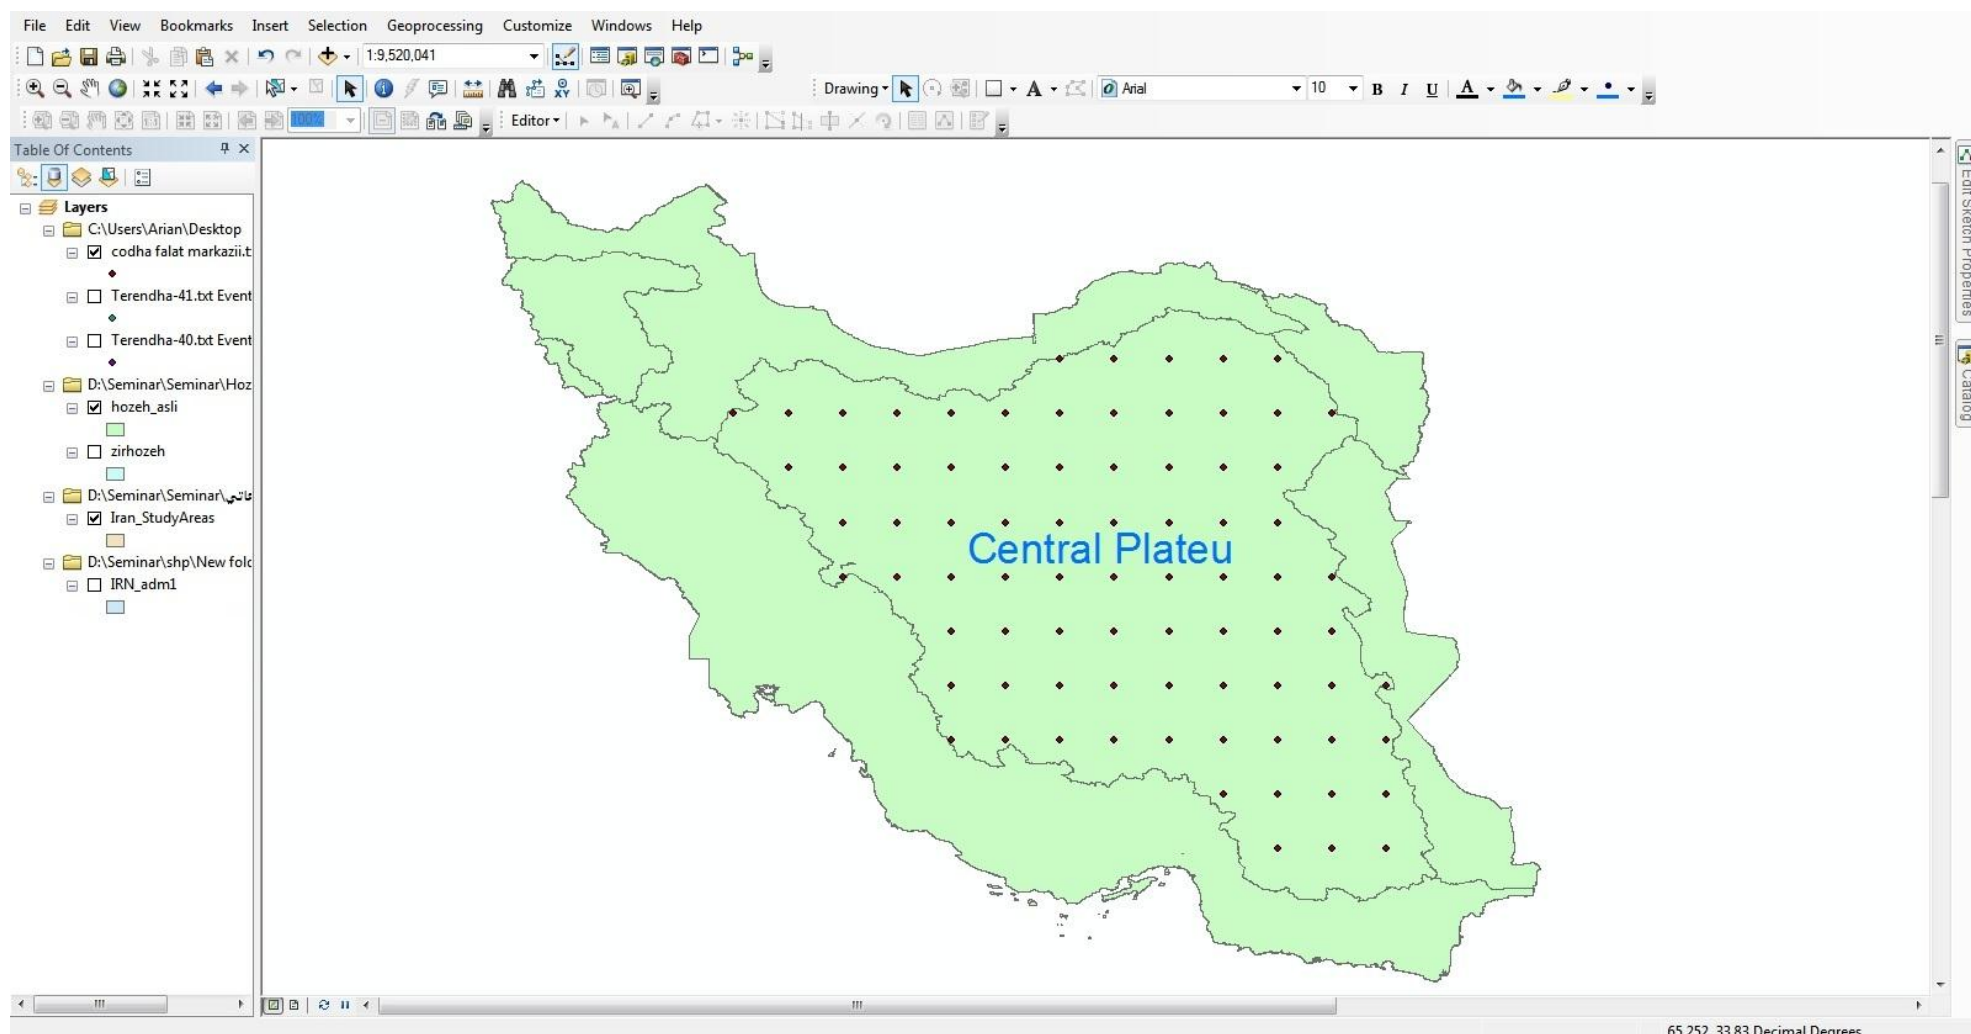 File Edit View Bookmarks Insert Selection Geoprocessing Customize Windows Help
1:9,520,041
Drawing A Arial 10 B I U A
100% Editor
Table Of Contents
Layers
C:\Users\Arian\Desktop
codha falat markazii.t
Terendha-41.txt Event
Terendha-40.txt Event
D:\Seminar\Seminar\Hoz
hozeh_asli
zirhozeh
D:\Seminar\Seminar\
Iran_StudyAreas
D:\Seminar\shp\New folc
IRN_adm1
Central Plateu
Edit Sketch Properties
Catalog
65.252 33.83 Decimal Degrees